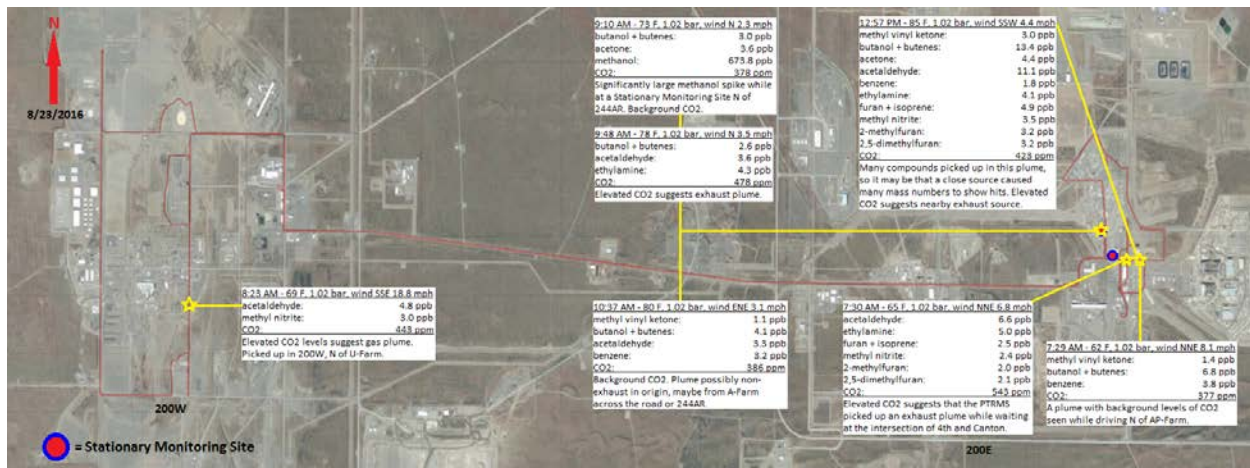 N
8/23/2016
9:10 AM - 73 F, 1.02 bar, wind N 2.3 mph
butanol + butenes: 3.0 ppb
acetone: 3.6 ppb
methanol: 673.8 ppb
CO2: 378 ppm
Significantly large methanol spike while
at a Stationary Monitoring Site N of
244AR. Background CO2.
9:48 AM - 78 F, 1.02 bar, wind N 3.5 mph
butanol + butenes: 2.6 ppb
acetaldehyde: 3.6 ppb
ethylamine: 4.3 ppb
CO2: 478 ppm
Elevated CO2 suggests exhaust plume.
12:57 PM - 85 F, 1.02 bar, wind SSW 4.4 mph
methyl vinyl ketone: 3.0 ppb
butanol + butenes: 13.4 ppb
acetone: 4.4 ppb
acetaldehyde: 11.1 ppb
benzene: 1.8 ppb
ethylamine: 4.1 ppb
furan + isoprene: 4.9 ppb
methyl nitrite: 3.5 ppb
2-methylfuran: 3.2 ppb
2,5-dimethylfuran: 3.2 ppb
CO2: 423 ppm
Many compounds picked up in this plume,
so it may be that a close source caused
many mass numbers to show hits. Elevated
CO2 suggests nearby exhaust source.
8:23 AM - 69 F, 1.02 bar, wind SSE 18.8 mph
acetaldehyde: 4.8 ppb
methyl nitrite: 3.0 ppb
CO2: 443 ppm
Elevated CO2 levels suggest gas plume.
Picked up in 200W, N of U-Farm.
10:37 AM - 80 F, 1.02 bar, wind ENE 3.1 mph
methyl vinyl ketone: 1.1 ppb
butanol + butenes: 4.1 ppb
acetaldehyde: 3.5 ppb
benzene: 3.2 ppb
CO2: 386 ppm
Background CO2. Plume possibly non-
exhaust in origin, maybe from A-Farm
across the road or 244AR.
7:30 AM - 65 F, 1.02 bar, wind NNE 6.8 mph
acetaldehyde: 6.6 ppb
ethylamine: 5.0 ppb
furan + isoprene: 2.5 ppb
methyl nitrite: 2.4 ppb
2-methylfuran: 2.0 ppb
2,5-dimethylfuran: 2.1 ppb
CO2: 543 ppm
Elevated CO2 suggests that the PTRMS
picked up an exhaust plume while waiting
at the intersection of 4th and Canton.
7:29 AM - 62 F, 1.02 bar, wind NNE 8.1 mph
methyl vinyl ketone: 1.4 ppb
butanol + butenes: 6.8 ppb
benzene: 3.8 ppb
CO2: 377 ppm
A plume with background levels of CO2
seen while driving N of AP-Farm.
200W
200E
= Stationary Monitoring Site